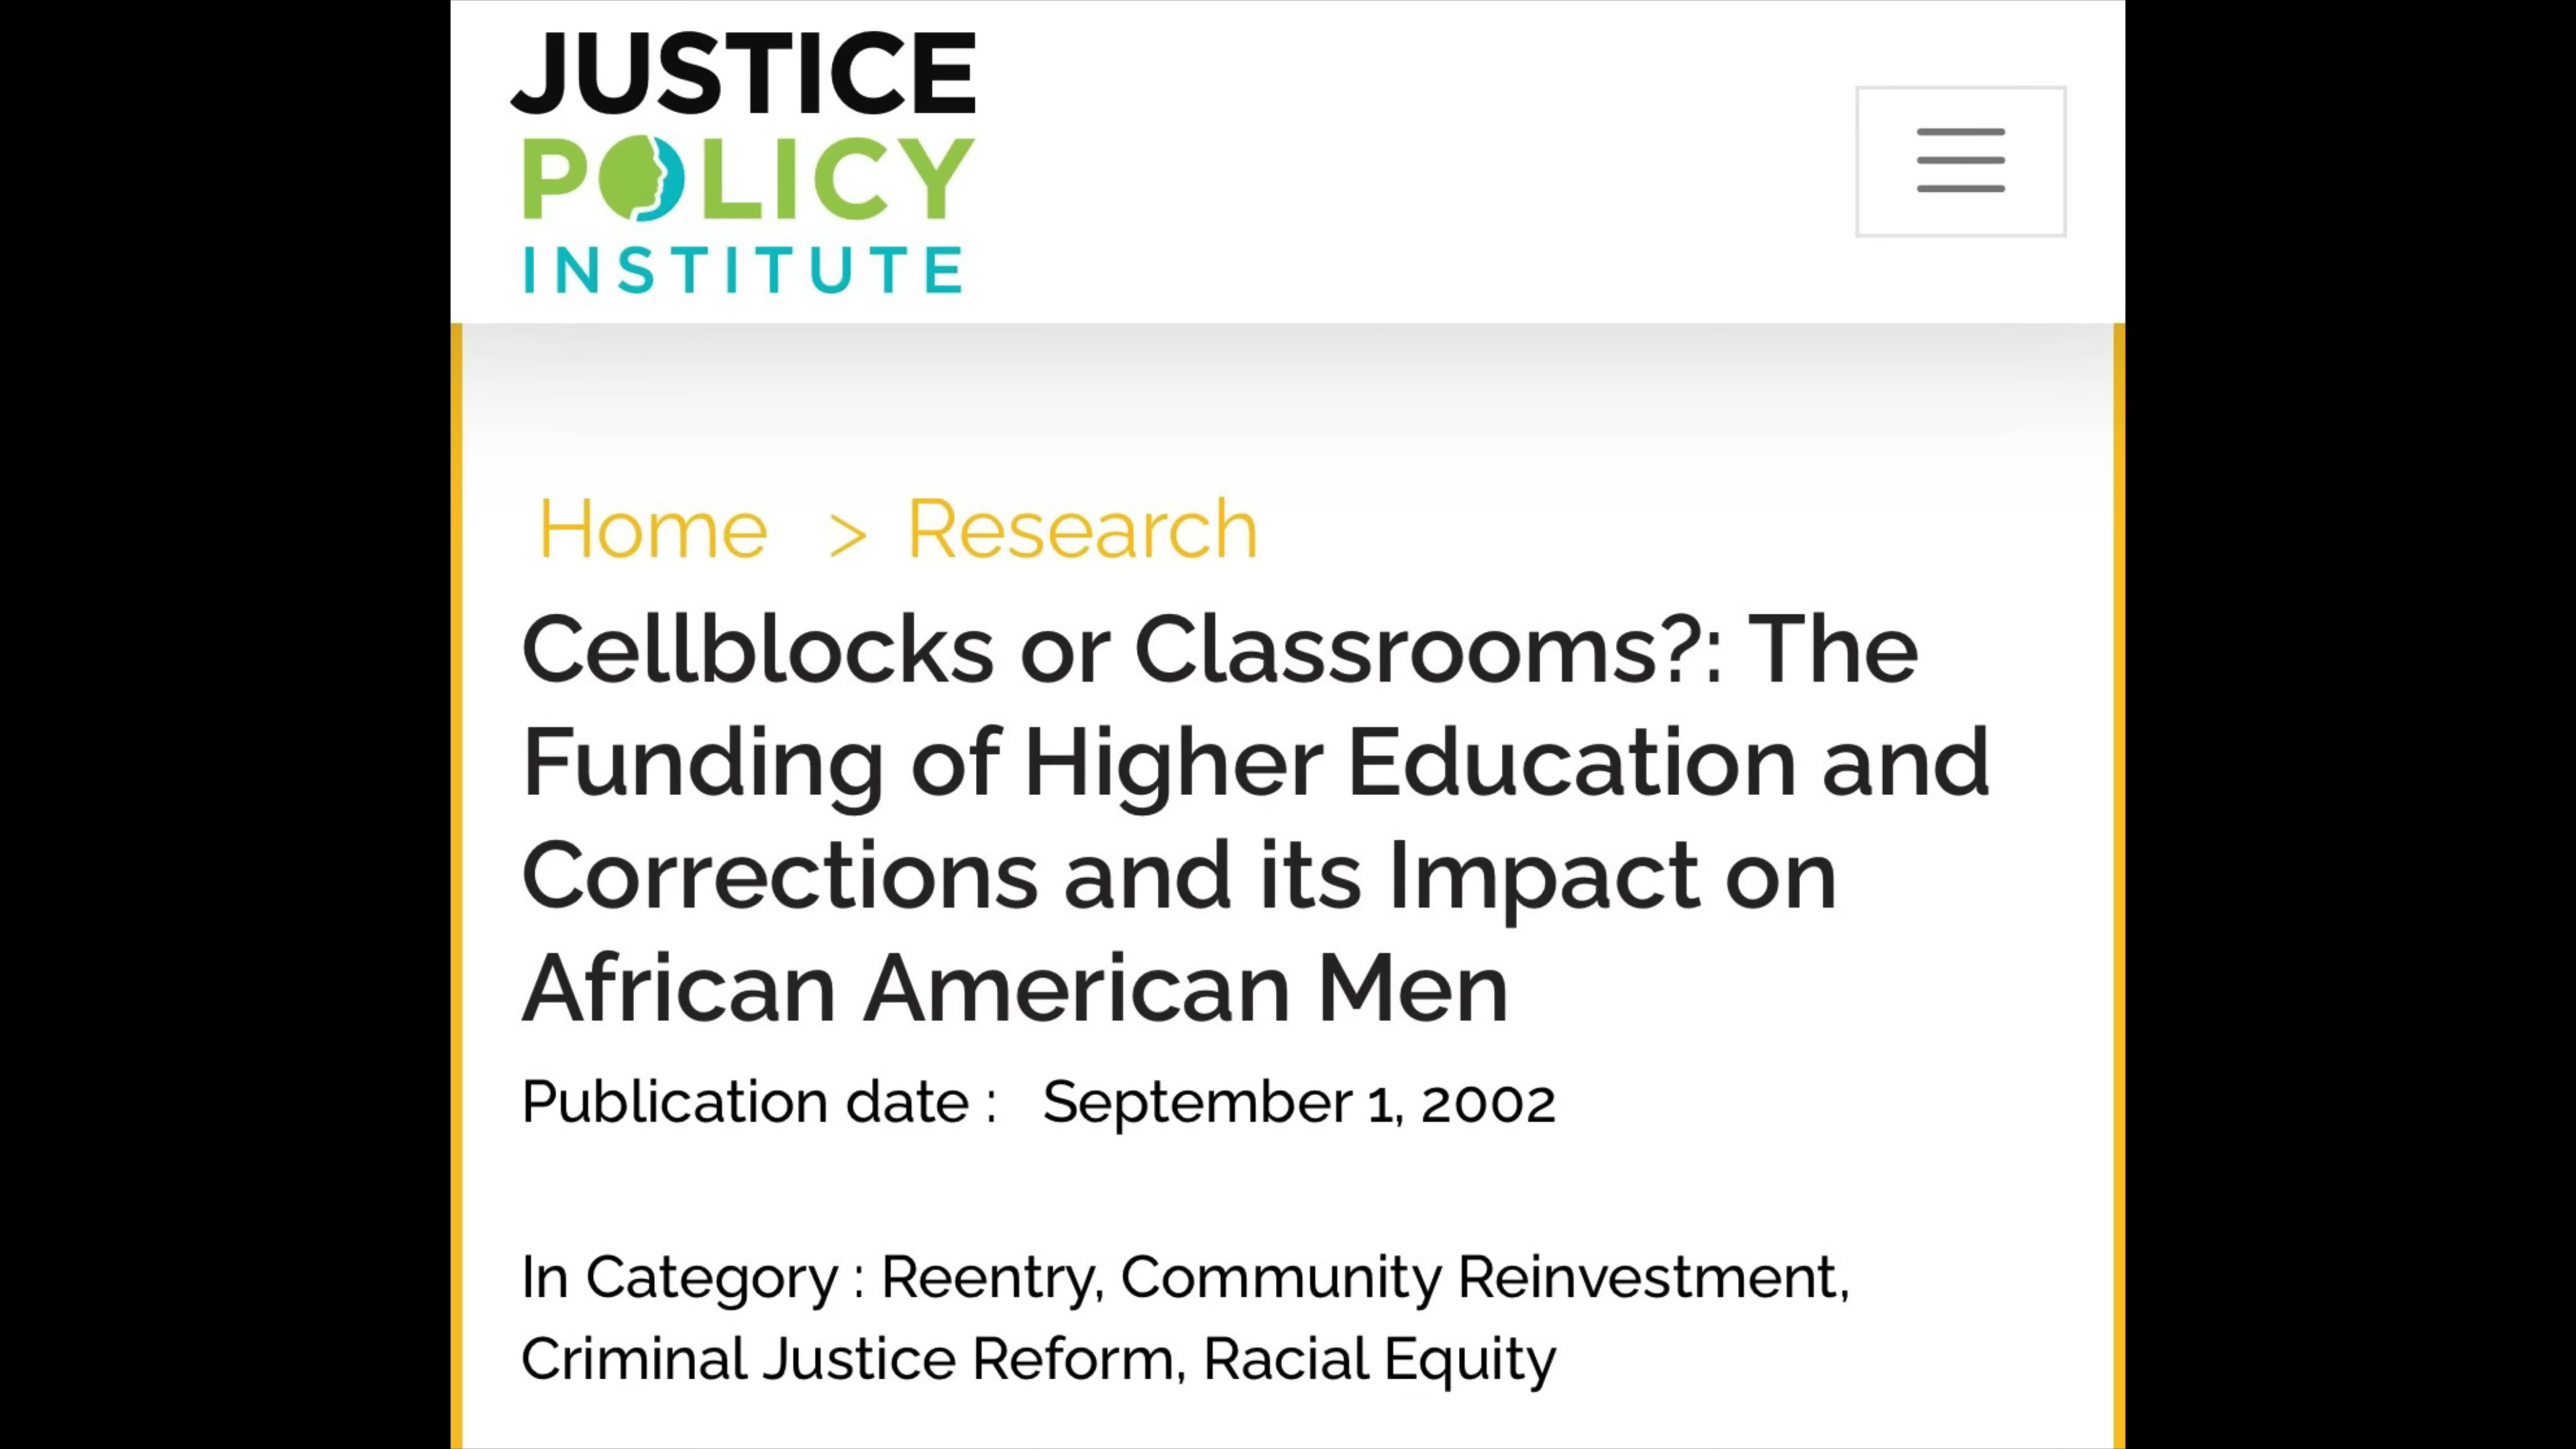 JUSTICE
POLICY
INSTITUTE
Home > Research
Cellblocks or Classrooms?: The
Funding of Higher Education and
Corrections and its Impact on
African American Men
Publication date : September 1, 2002
In Category : Reentry, Community Reinvestment,
Criminal Justice Reform, Racial Equity